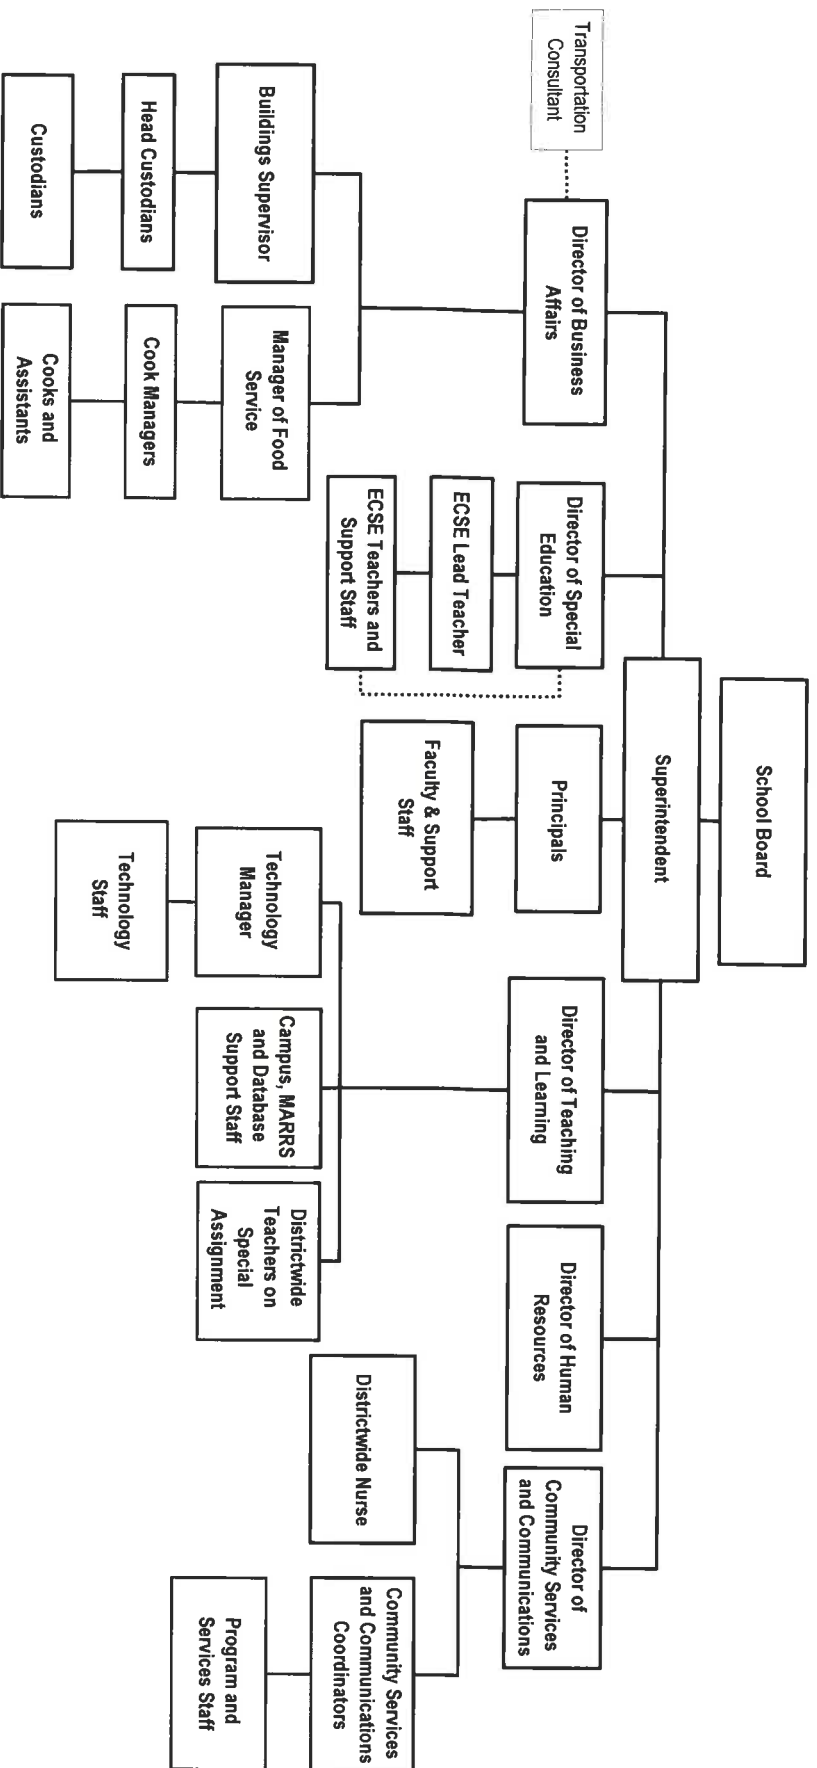 School Board
Superintendent
Transportation
Consultant
Director of Business
Affairs
Director of Special
Education
Principals
Director of Teaching
and Learning
Director of Human
Resources
Director of
Community Services
and Communications
Buildings Supervisor
Manager of Food
Service
ECSE Lead Teacher
ECSE Teachers and
Support Staff
Faculty & Support
Staff
Technology
Manager
Campus, MARRS
and Database
Support Staff
Districtwide
Teachers on
Special
Assignment
Districtwide Nurse
Community Services
and Communications
Coordinators
Head Custodians
Cook Managers
Technology
Staff
Program and
Services Staff
Custodians
Cooks and
Assistants